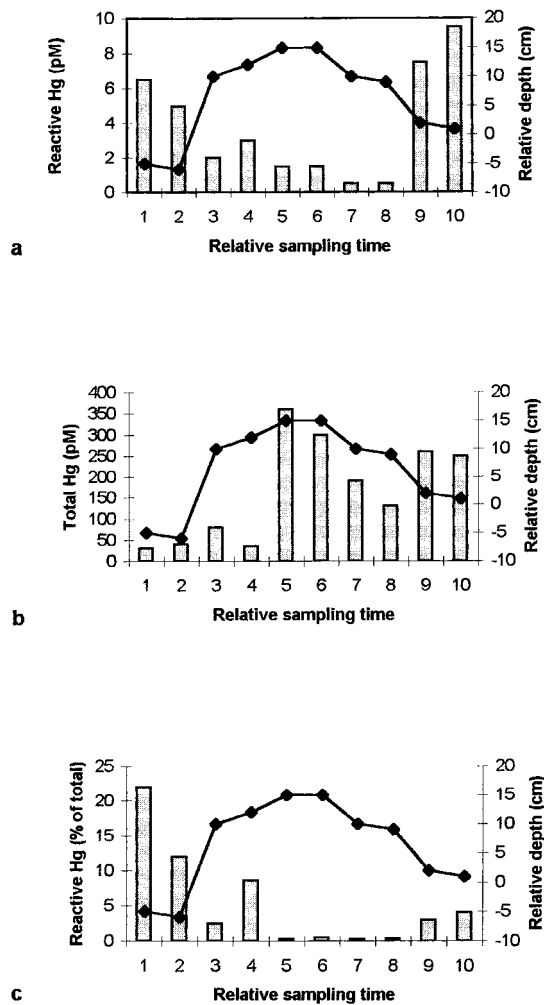 10
8
6
4
2
0
Reactive Hg (pM)
20
15
10
5
0
-5
-10
Relative depth (cm)
1 2 3 4 5 6 7 8 9 10
Relative sampling time
a
400
350
300
250
200
150
100
50
0
Total Hg (pM)
20
15
10
5
0
-5
-10
Relative depth (cm)
1 2 3 4 5 6 7 8 9 10
Relative sampling time
b
25
20
15
10
5
0
Reactive Hg (% of total)
20
15
10
5
0
-5
-10
Relative depth (cm)
1 2 3 4 5 6 7 8 9 10
Relative sampling time
c